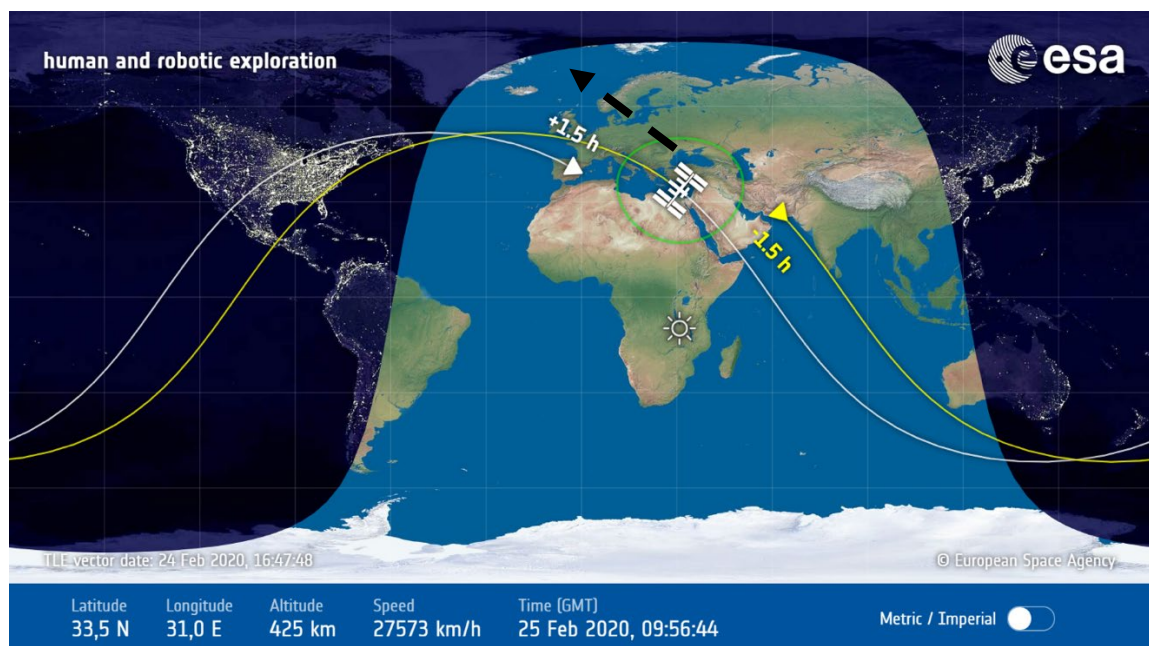 human and robotic exploration
esa
+1.5 h
-1.5 h
TLE vector date: 24 Feb 2020, 16:47:48
© European Space Agency
Latitude
33,5 N
Longitude
31,0 E
Altitude
425 km
Speed
27573 km/h
Time (GMT)
25 Feb 2020, 09:56:44
Metric / Imperial